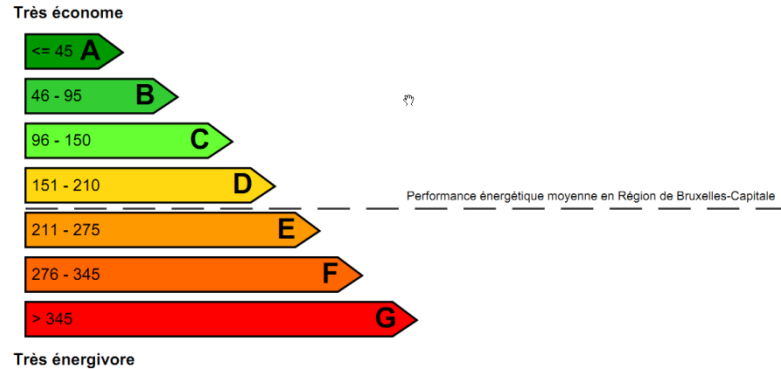 Très économe
<= 45 A
46 - 95 B
96 - 150 C
151 - 210 D
Performance énergétique moyenne en Région de Bruxelles-Capitale
211 - 275 E
276 - 345 F
> 345 G
Très énergivore